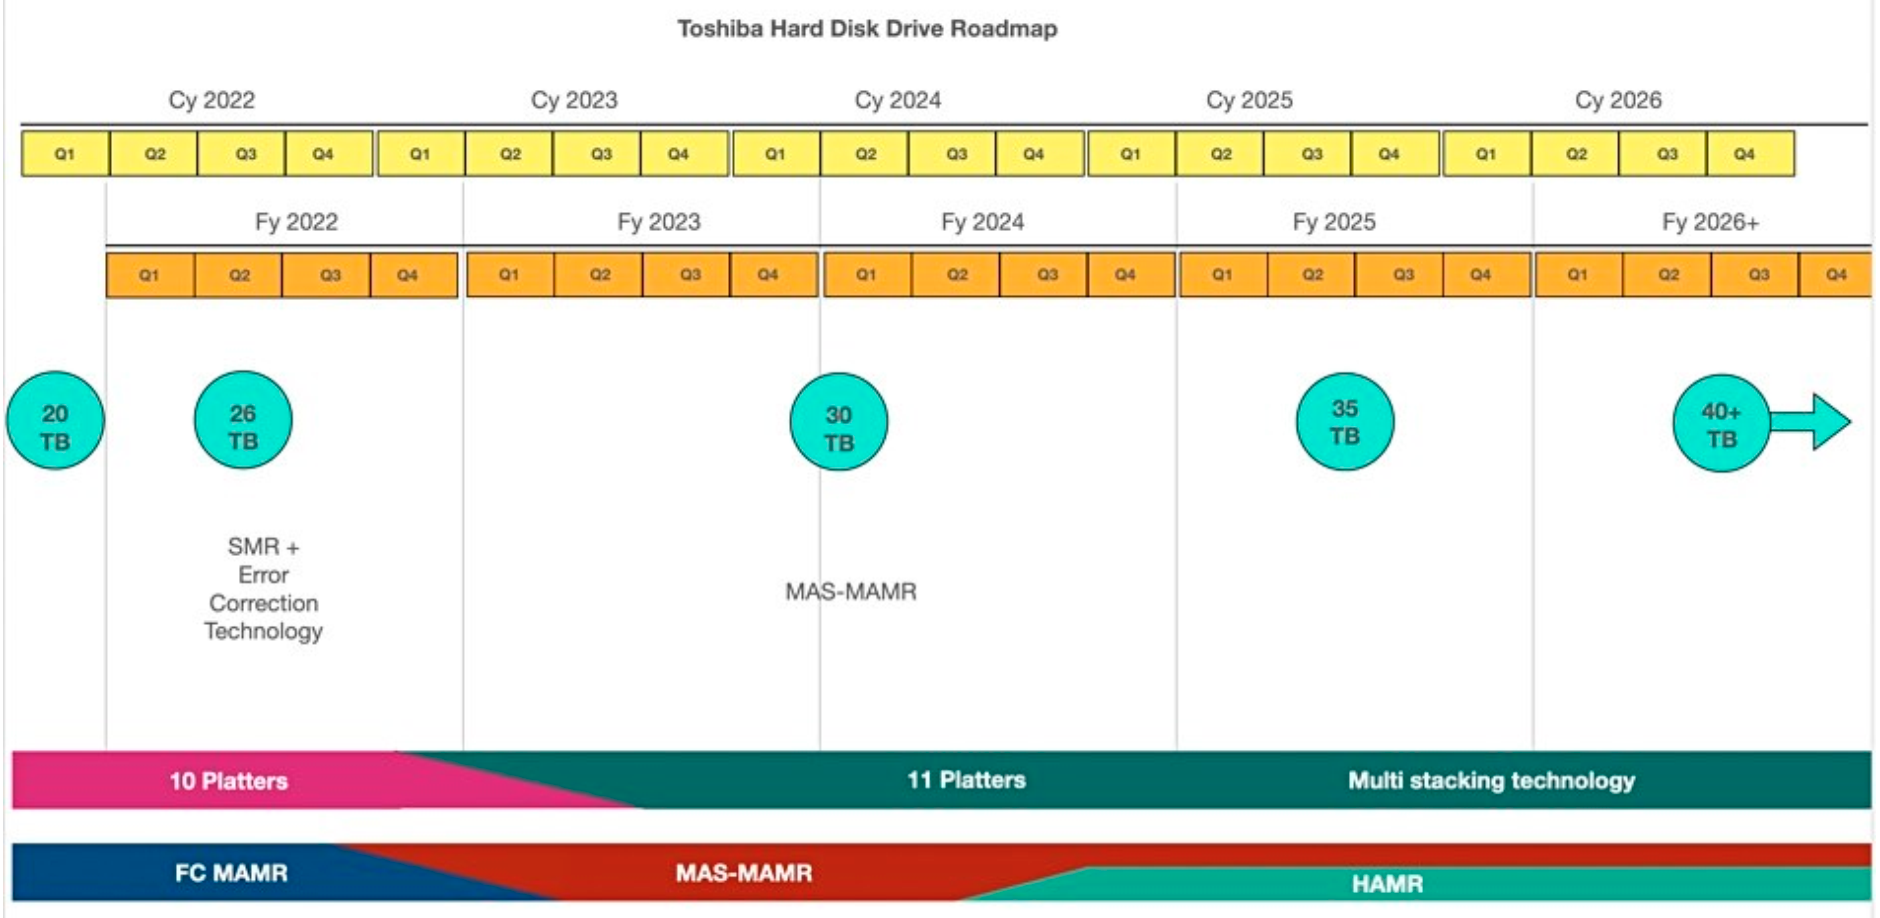 Toshiba Hard Disk Drive Roadmap
Cy 2022 Cy 2023 Cy 2024 Cy 2025 Cy 2026
Q1 Q2 Q3 Q4 Q1 Q2 Q3 Q4 Q1 Q2 Q3 Q4 Q1 Q2 Q3 Q4 Q1 Q2 Q3 Q4
Fy 2022 Fy 2023 Fy 2024 Fy 2025 Fy 2026+
Q1 Q2 Q3 Q4 Q1 Q2 Q3 Q4 Q1 Q2 Q3 Q4 Q1 Q2 Q3 Q4 Q1 Q2 Q3 Q4
20
TB
26
TB
30
TB
35
TB
40+
TB
SMR +
Error
Correction
Technology
MAS-MAMR
10 Platters 11 Platters Multi stacking technology
FC MAMR MAS-MAMR HAMR